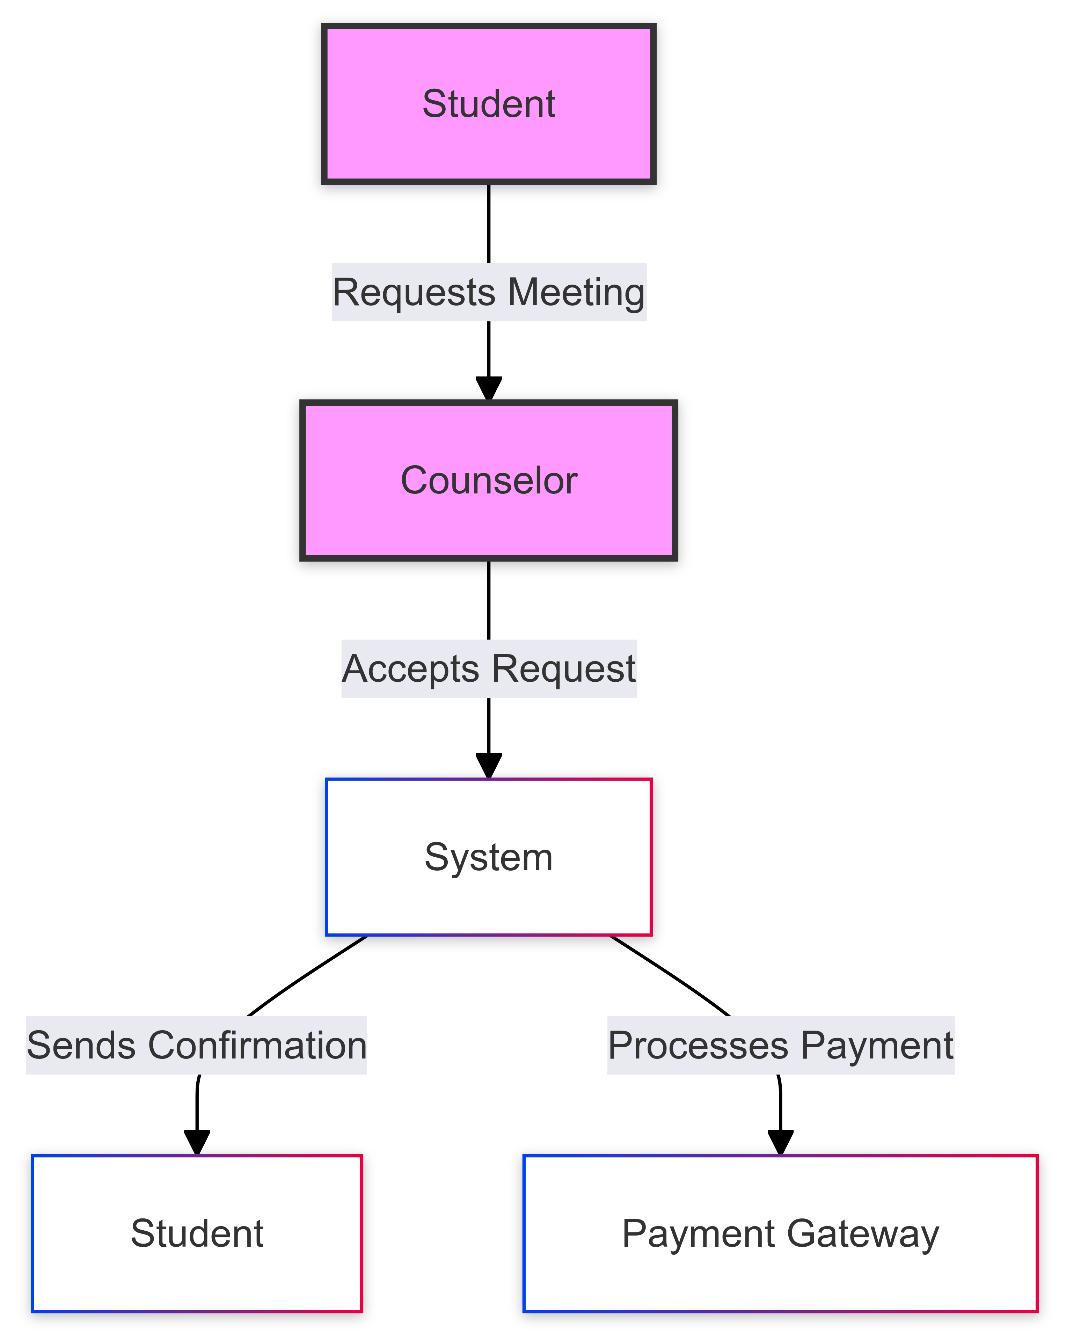 Student
Requests Meeting
Counselor
Accepts Request
System
Sends Confirmation
Processes Payment
Student
Payment Gateway